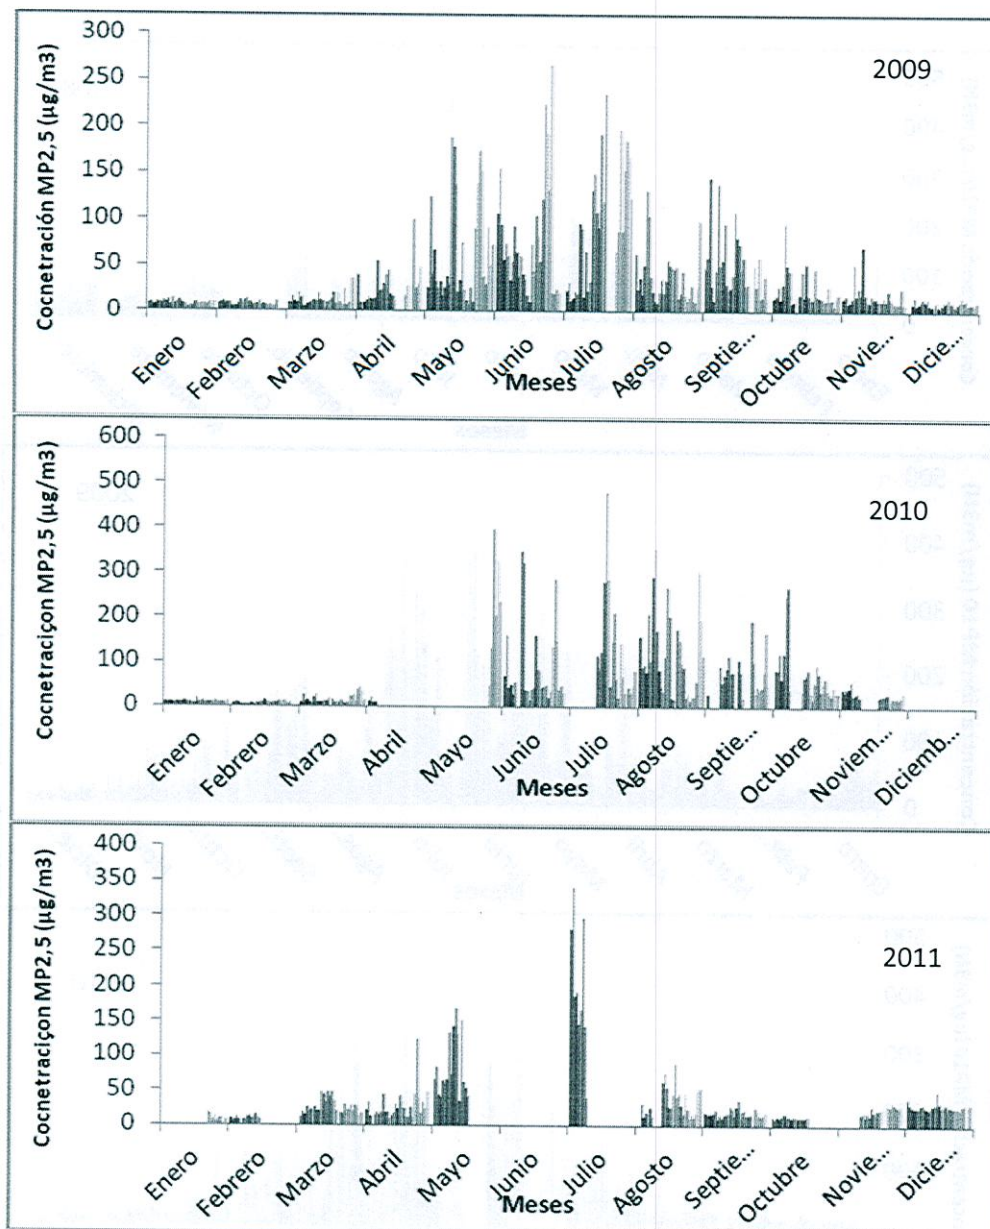 Cocnetración MP2,5 (µg/m3)
300
250
200
150
100
50
0
2009
Enero
Febrero
Marzo
Abril
Mayo
Junio
Julio
Agosto
Septie...
Octubre
Novie...
Dicie...
Meses
Cocnetraciçon MP2,5 (µg/m3)
600
500
400
300
200
100
0
2010
Enero
Febrero
Marzo
Abril
Mayo
Junio
Julio
Agosto
Septie...
Octubre
Noviem...
Diciemb...
Meses
Cocnetraciçon MP2,5 (µg/m3)
400
350
300
250
200
150
100
50
0
2011
Enero
Febrero
Marzo
Abril
Mayo
Junio
Julio
Agosto
Septie...
Octubre
Novie...
Dicie...
Meses